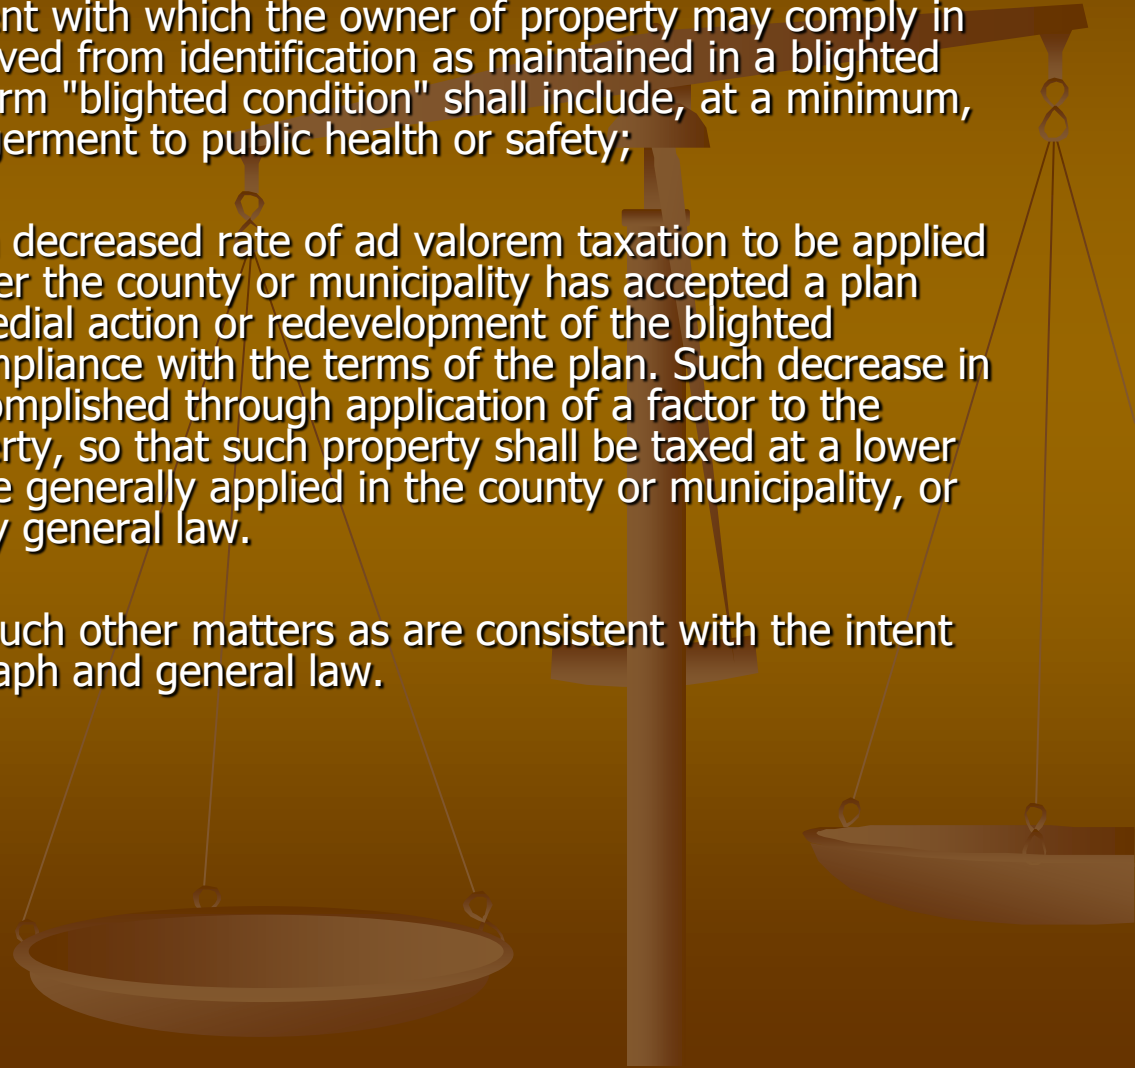 nt with which the owner of property may comply in
ved from identification as maintained in a blighted
rm "blighted condition" shall include, at a minimum,
germent to public health or safety;
decreased rate of ad valorem taxation to be applied
er the county or municipality has accepted a plan
edial action or redevelopment of the blighted
mpliance with the terms of the plan. Such decrease in
omplished through application of a factor to the
rty, so that such property shall be taxed at a lower
e generally applied in the county or municipality, or
y general law.
uch other matters as are consistent with the intent
aph and general law.